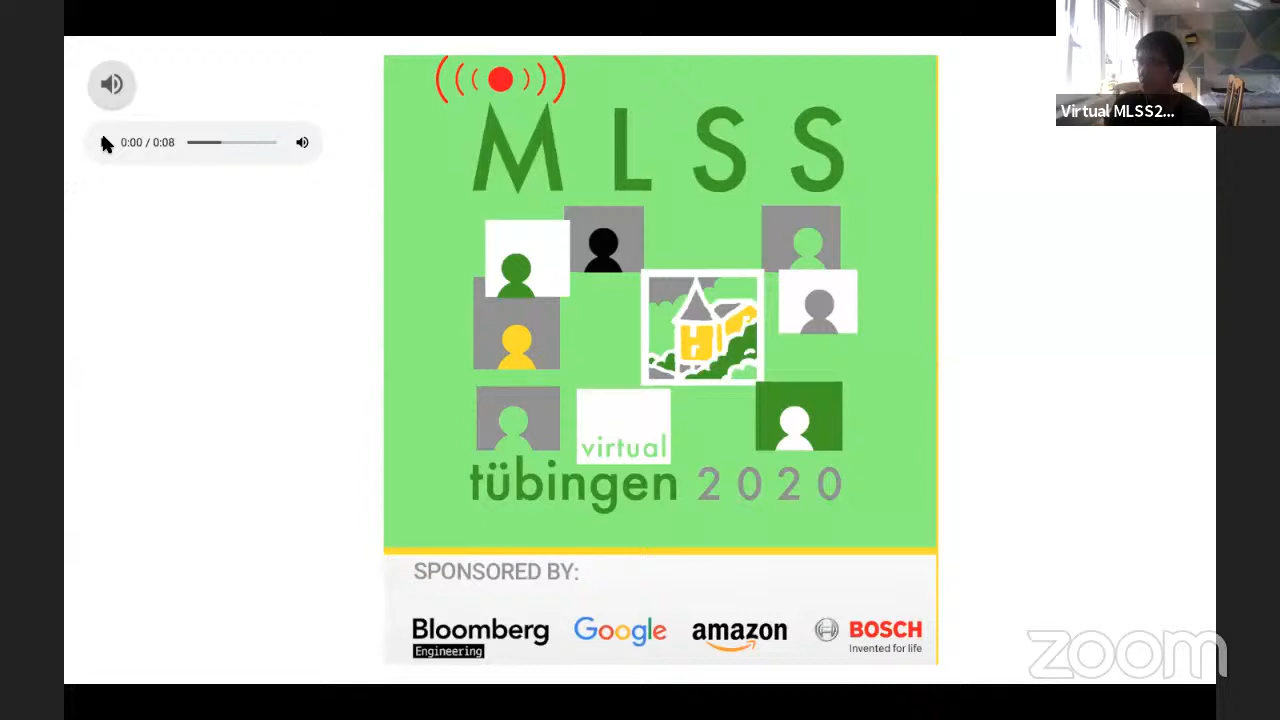 Virtual MLSS2...
0:00 / 0:08
MLSS
virtual
tübingen 2020
SPONSORED BY:
Bloomberg
Engineering
Google
amazon
BOSCH
Invented for life
zoom